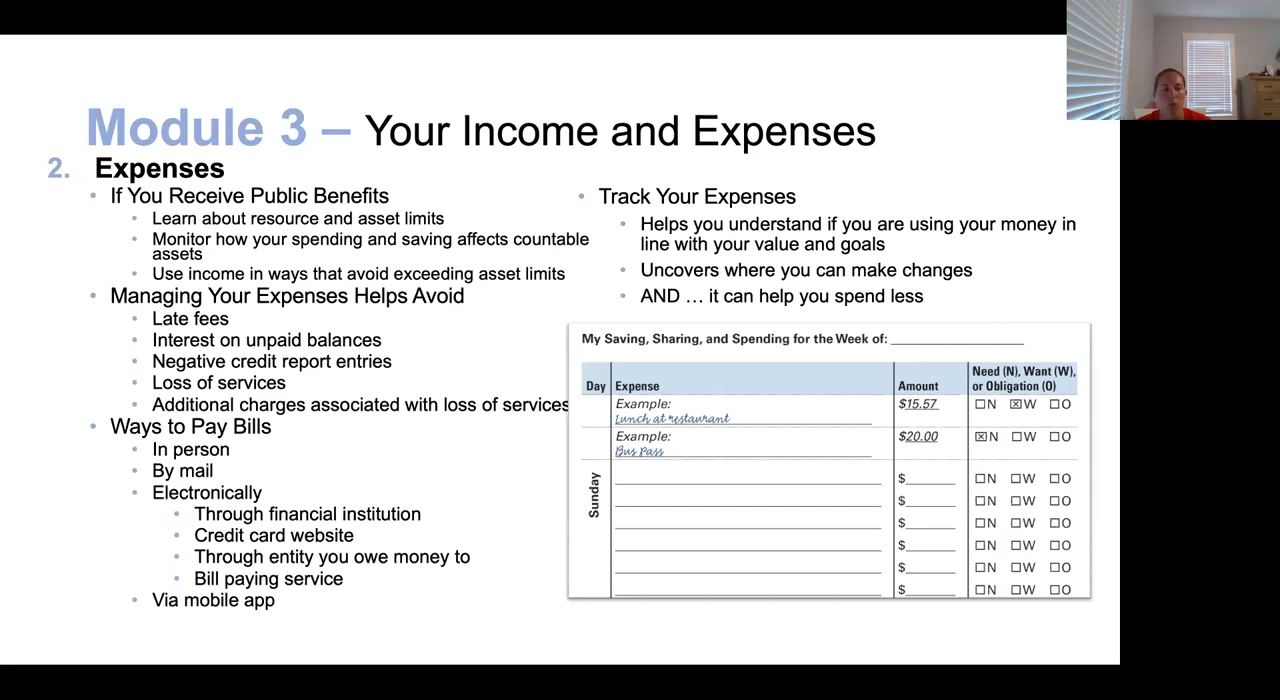 Module 3 – Your Income and Expenses
2. Expenses
• If You Receive Public Benefits
• Learn about resource and asset limits
• Monitor how your spending and saving affects countable
assets
• Use income in ways that avoid exceeding asset limits
• Managing Your Expenses Helps Avoid
• Late fees
• Interest on unpaid balances
• Negative credit report entries
• Loss of services
• Additional charges associated with loss of services
• Ways to Pay Bills
• In person
• By mail
• Electronically
• Through financial institution
• Credit card website
• Through entity you owe money to
• Bill paying service
• Via mobile app
• Track Your Expenses
• Helps you understand if you are using your money in
line with your value and goals
• Uncovers where you can make changes
• AND … it can help you spend less
My Saving, Sharing, and Spending for the Week of: ____________
Day Expense Amount Need (N), Want (W),
or Obligation (O)
Example: $15.57 ☐N ☒W ☐O
Lunch at restaurant
Example: $20.00 ☒N ☐W ☐O
Bus Pass
Sunday
$______ ☐N ☐W ☐O
$______ ☐N ☐W ☐O
$______ ☐N ☐W ☐O
$______ ☐N ☐W ☐O
$______ ☐N ☐W ☐O
$______ ☐N ☐W ☐O